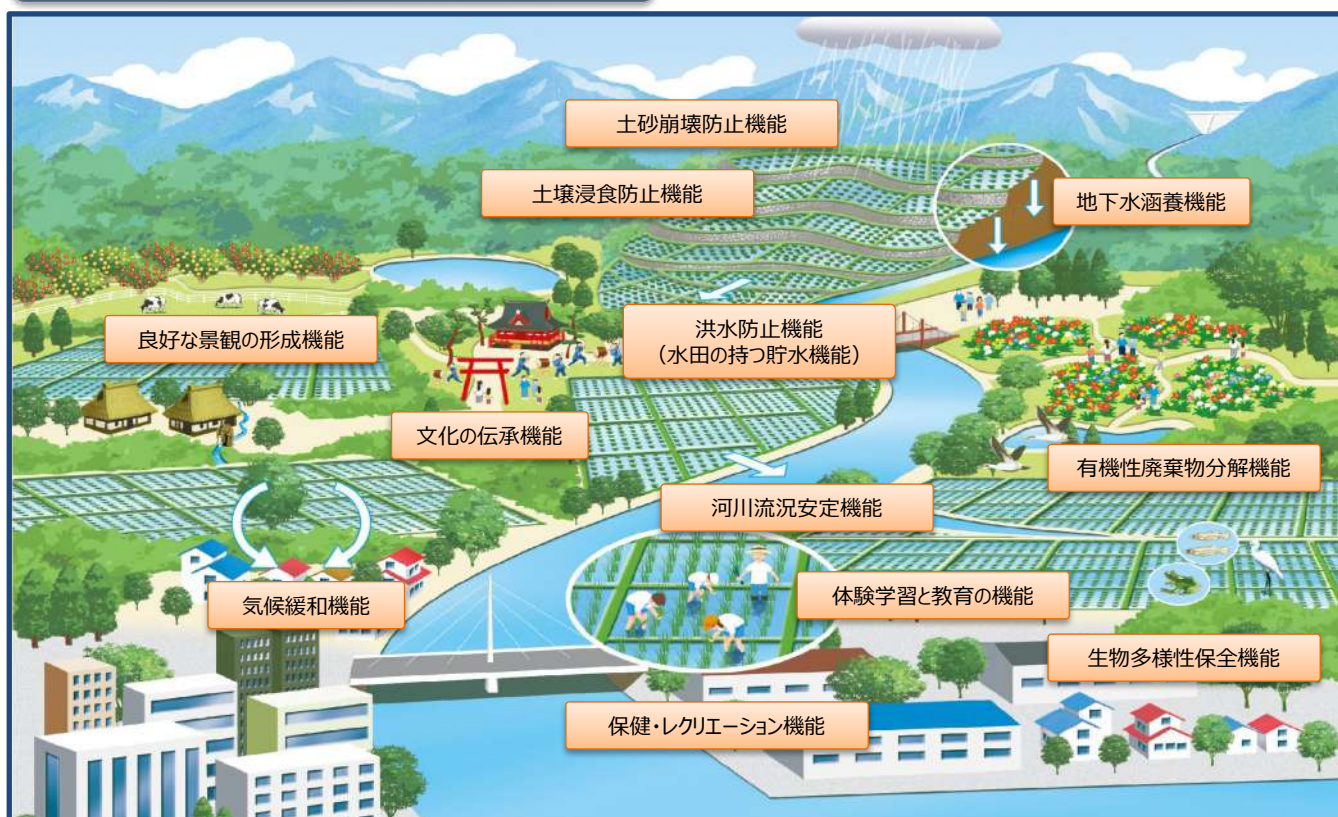 土砂崩壊防止機能
土壌浸食防止機能
地下水涵養機能
良好な景観の形成機能
洪水防止機能
（水田の持つ貯水機能）
文化の伝承機能
有機性廃棄物分解機能
河川流況安定機能
気候緩和機能
体験学習と教育の機能
生物多様性保全機能
保健・レクリエーション機能